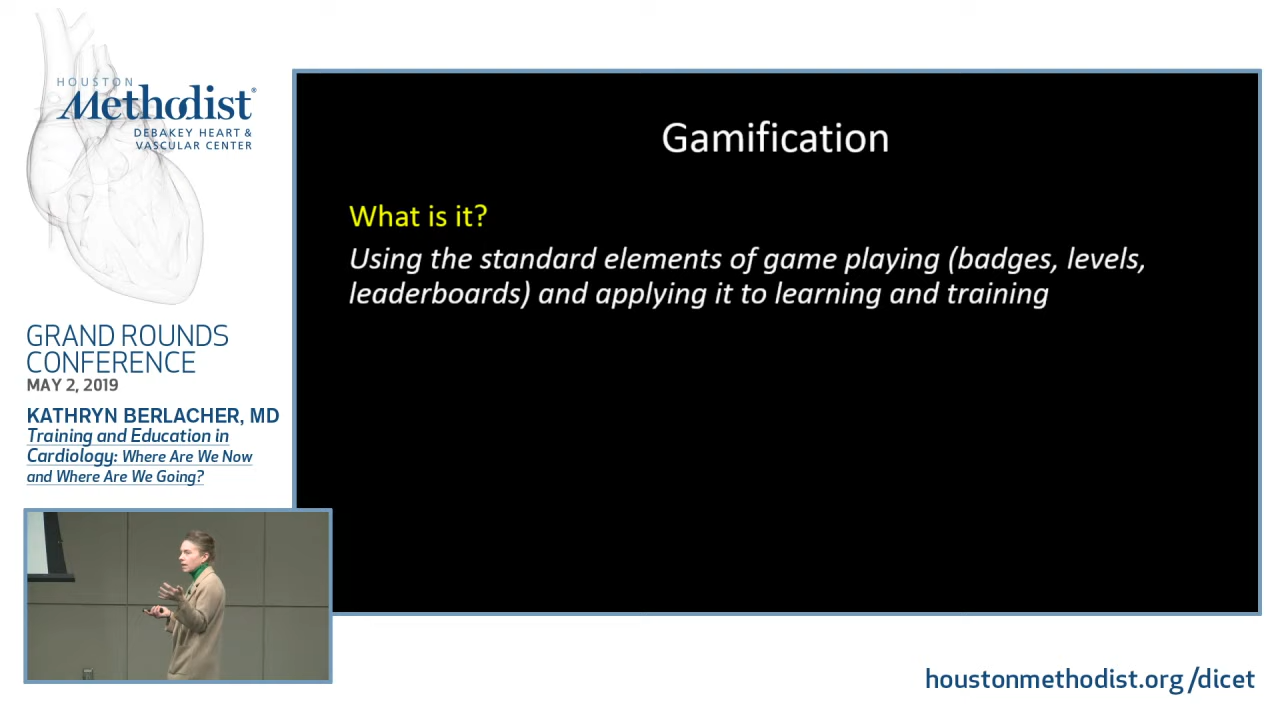 HOUSTON
Methodist®
DEBAKEY HEART &
VASCULAR CENTER
GRAND ROUNDS
CONFERENCE
MAY 2, 2019
KATHRYN BERLACHER, MD
Training and Education in
Cardiology: Where Are We Now
and Where Are We Going?
Gamification
What is it?
Using the standard elements of game playing (badges, levels,
leaderboards) and applying it to learning and training
houstonmethodist.org/dicet